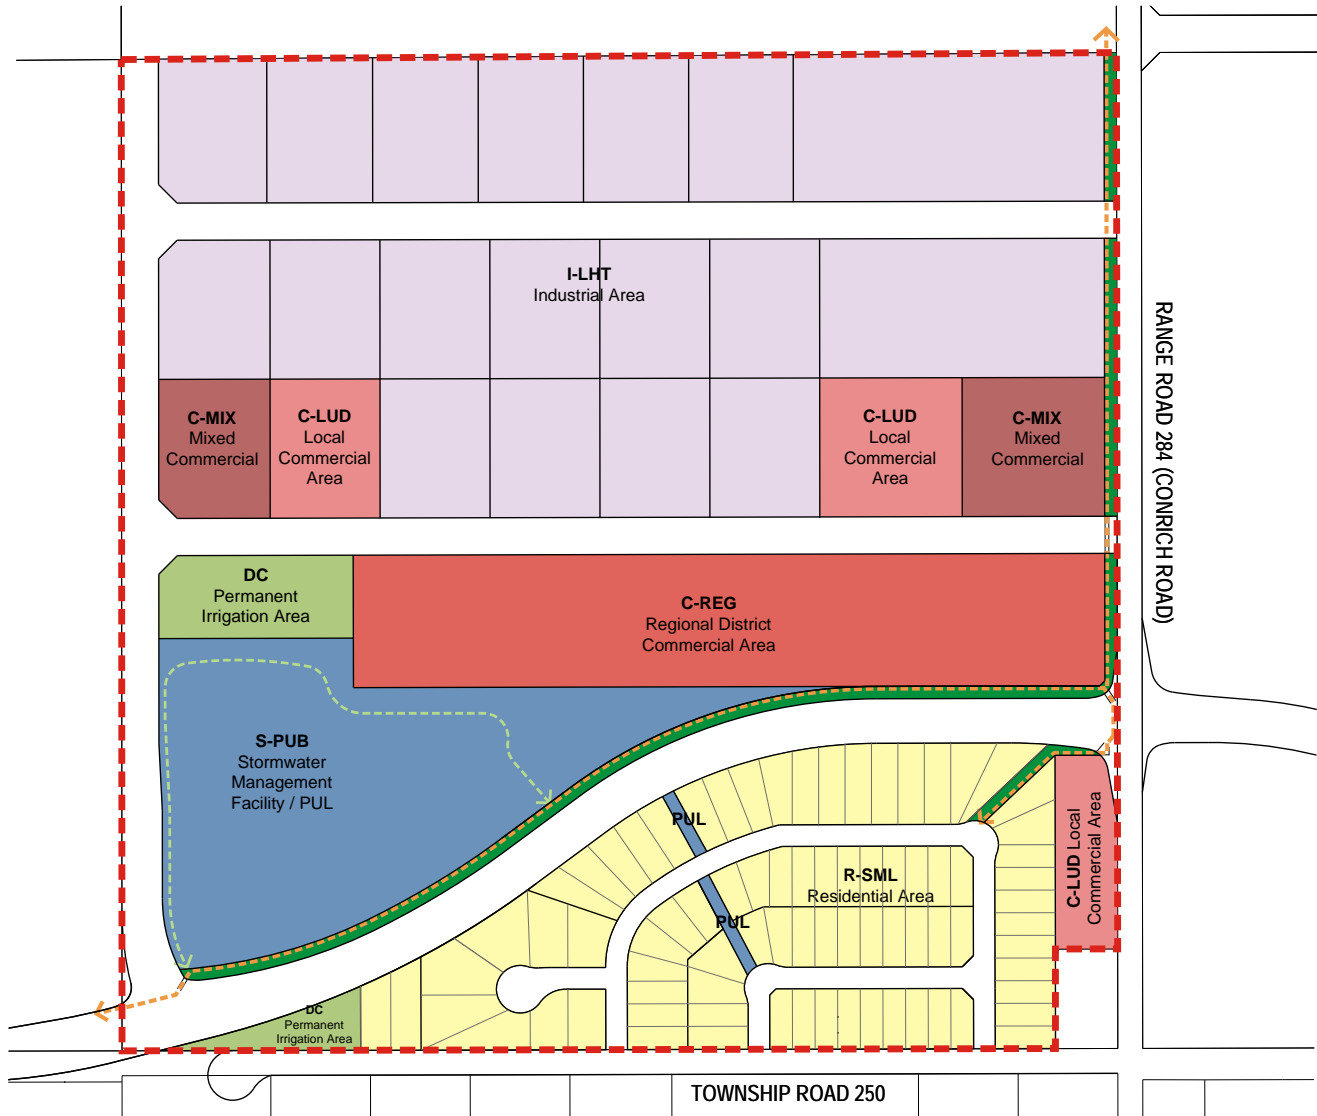 I-LHT
Industrial Area
RANGE ROAD 284 (CONRICH ROAD)
C-MIX
Mixed
Commercial
C-LUD
Local
Commercial
Area
C-LUD
Local
Commercial
Area
C-MIX
Mixed
Commercial
DC
Permanent
Irrigation Area
C-REG
Regional District
Commercial Area
S-PUB
Stormwater
Management
Facility / PUL
PUL
R-SML
Residential Area
C-LUD Local
Commercial Area
PUL
DC
Permanent
Irrigation Area
TOWNSHIP ROAD 250